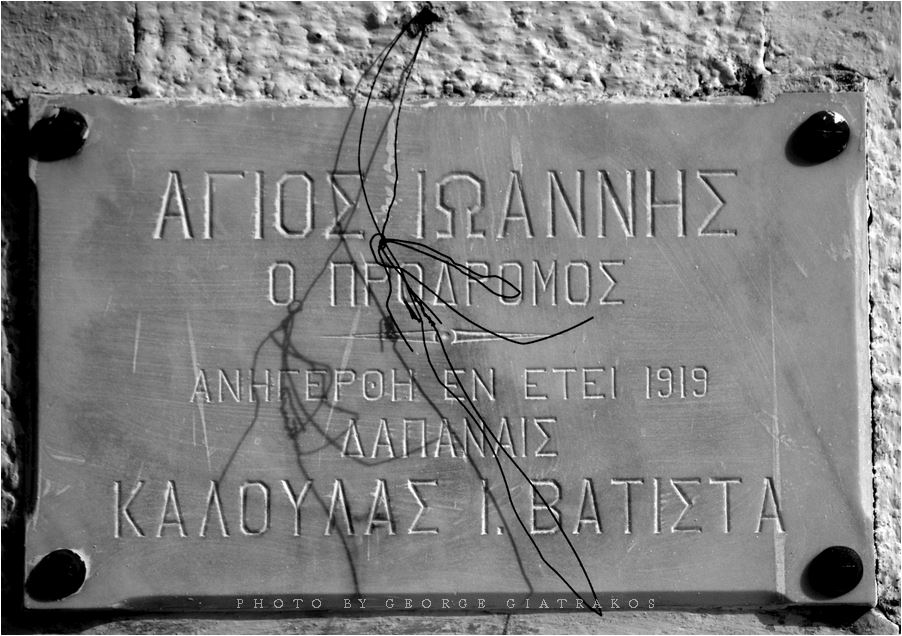 ΑΓΙΟΣ ΙΩΑΝΝΗΣ
Ο ΠΡΟΔΡΟΜΟΣ
ΑΝΗΓΕΡΘΗ ΕΝ ΕΤΕΙ 1919
ΔΑΠΑΝΑΙΣ
ΚΑΛΟΥΛΑΣ Ι. ΒΑΤΙΣΤΑ
PHOTO BY GEORGE GIATRAKOS